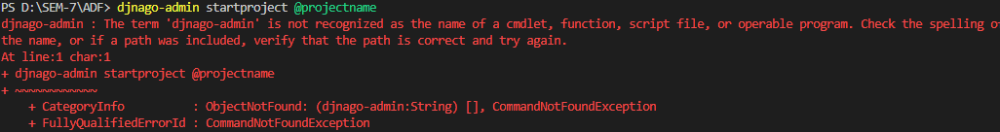 PS D:\SEM-7\ADF> djnago-admin startproject @projectname
djnago-admin : The term 'djnago-admin' is not recognized as the name of a cmdlet, function, script file, or operable program. Check the spelling o
the name, or if a path was included, verify that the path is correct and try again.
At line:1 char:1
+ djnago-admin startproject @projectname
+ ~~~~~~~~~~~~
    + CategoryInfo          : ObjectNotFound: (djnago-admin:String) [], CommandNotFoundException
    + FullyQualifiedErrorId : CommandNotFoundException